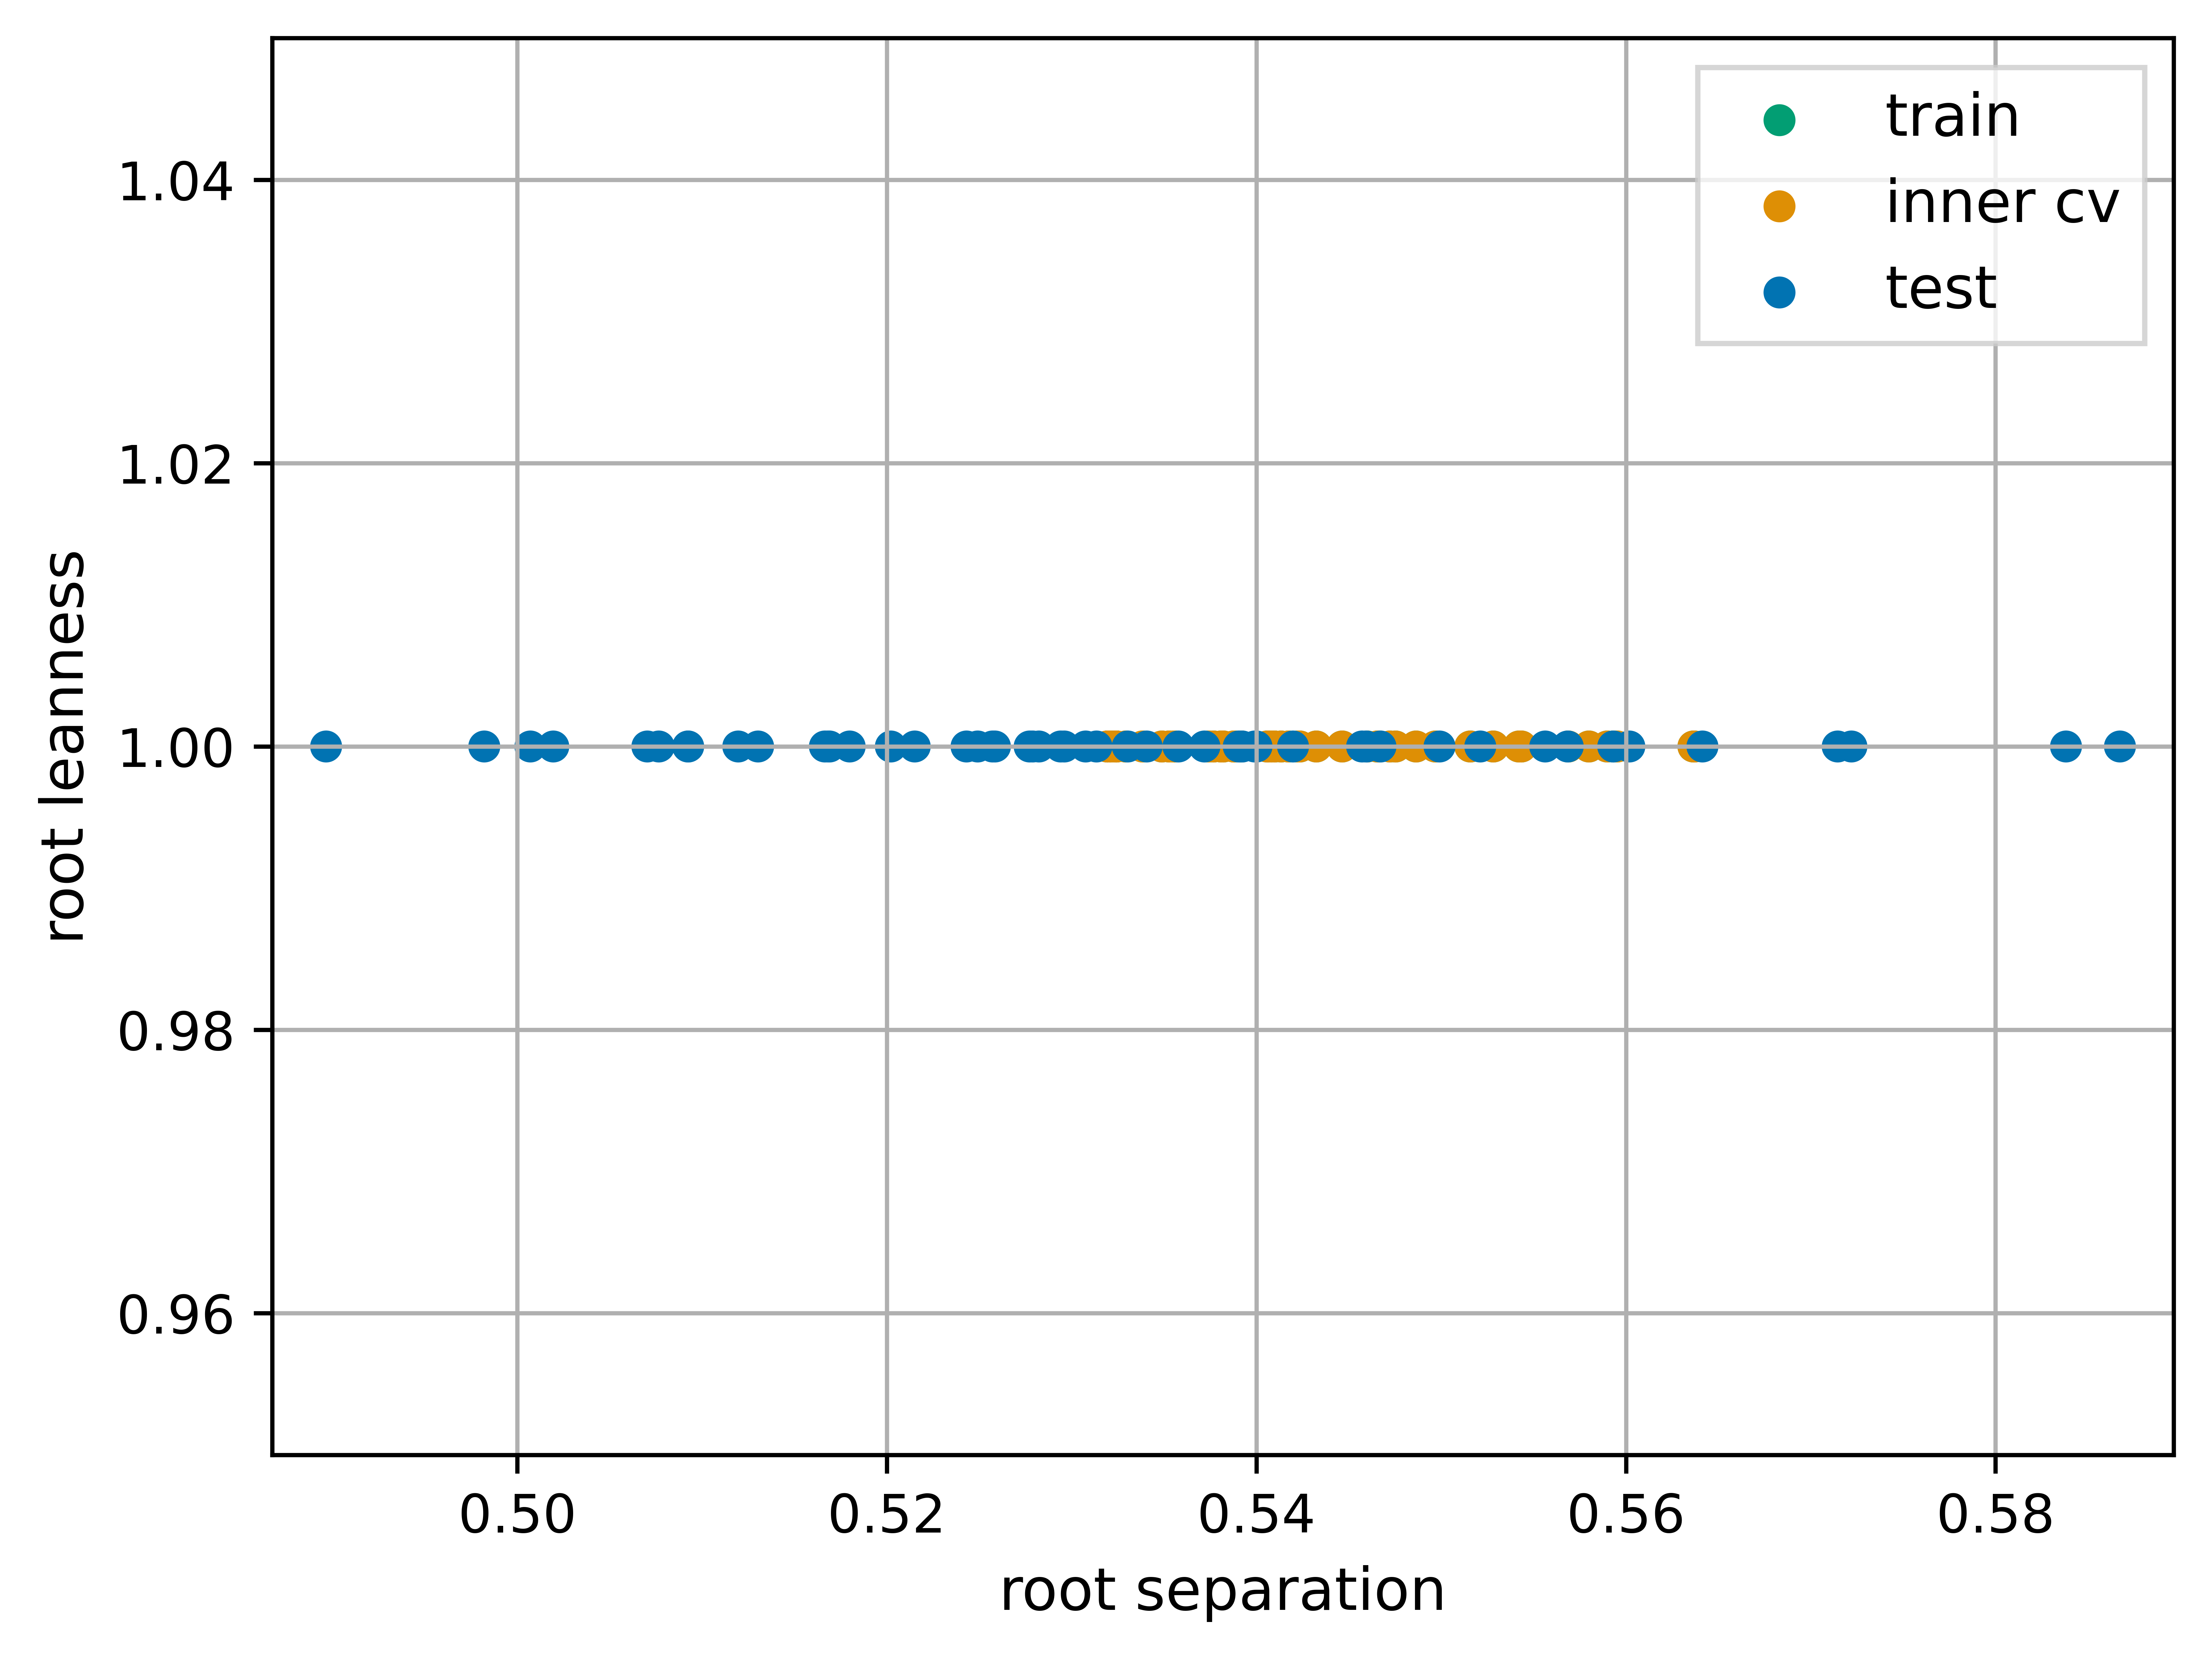 train
inner cv
test
1.04
1.02
1.00
0.98
0.96
root leanness
0.50 0.52 0.54 0.56 0.58
root separation